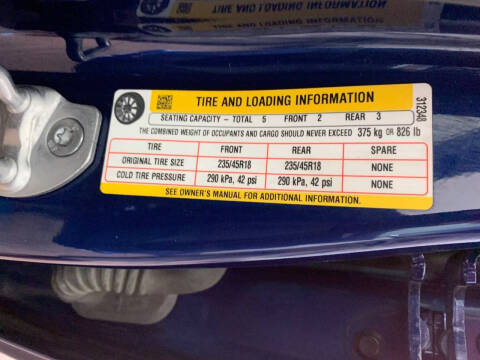 TIRE AND LOADING INFORMATION
312348
SEATING CAPACITY – TOTAL 5 FRONT 2 REAR 3
THE COMBINED WEIGHT OF OCCUPANTS AND CARGO SHOULD NEVER EXCEED 375 kg OR 826 lb
TIRE FRONT REAR SPARE
ORIGINAL TIRE SIZE 235/45R18 235/45R18 NONE
COLD TIRE PRESSURE 290 kPa, 42 psi 290 kPa, 42 psi NONE
SEE OWNER'S MANUAL FOR ADDITIONAL INFORMATION.